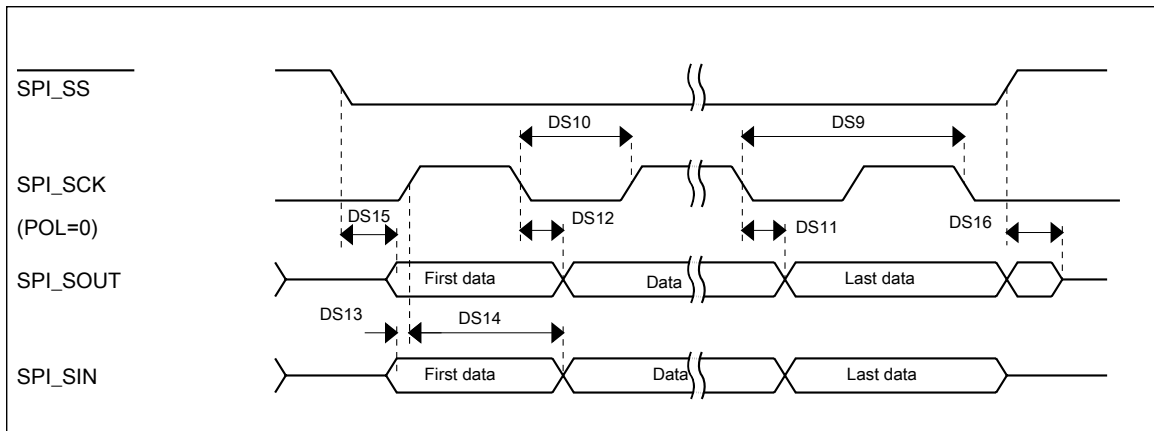 SPI_SS
DS10
DS9
SPI_SCK
(POL=0)
DS15
DS12
DS11
DS16
SPI_SOUT
First data
Data
Last data
DS13
DS14
SPI_SIN
First data
Data
Last data